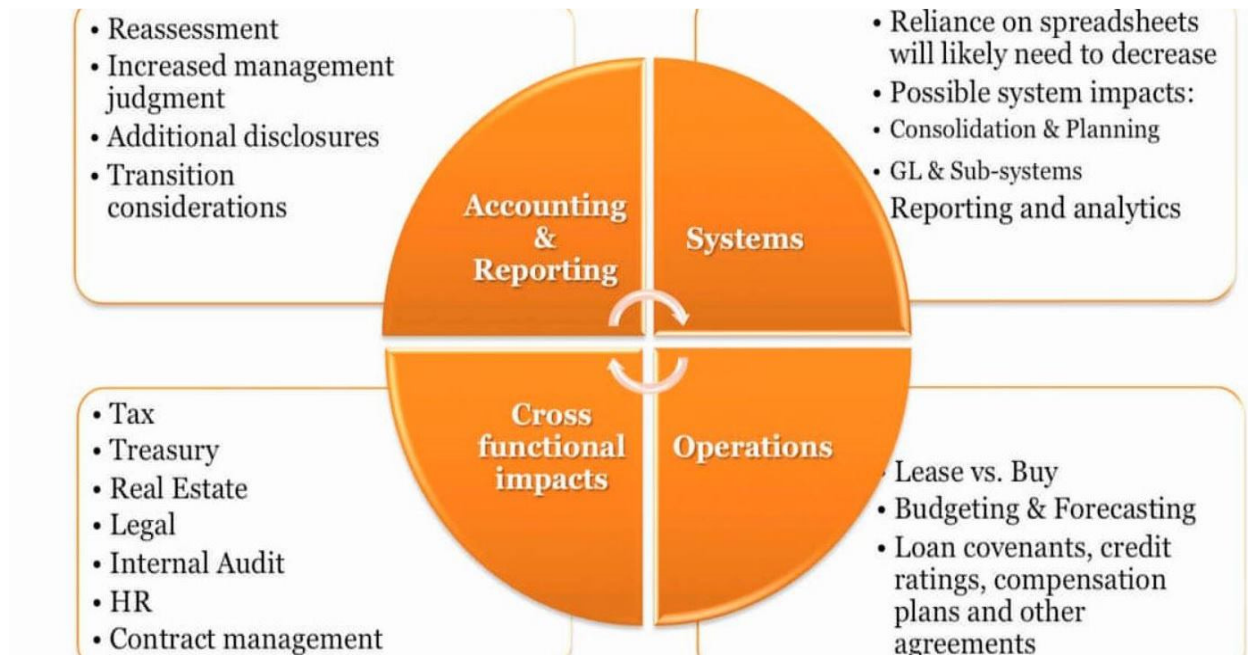 • Reassessment
• Increased management
judgment
• Additional disclosures
• Transition
considerations
• Reliance on spreadsheets
will likely need to decrease
• Possible system impacts:
• Consolidation & Planning
• GL & Sub-systems
Reporting and analytics
Accounting
&
Reporting
Systems
Cross
functional
impacts
Operations
• Tax
• Treasury
• Real Estate
• Legal
• Internal Audit
• HR
• Contract management
• Lease vs. Buy
• Budgeting & Forecasting
• Loan covenants, credit
ratings, compensation
plans and other
agreements